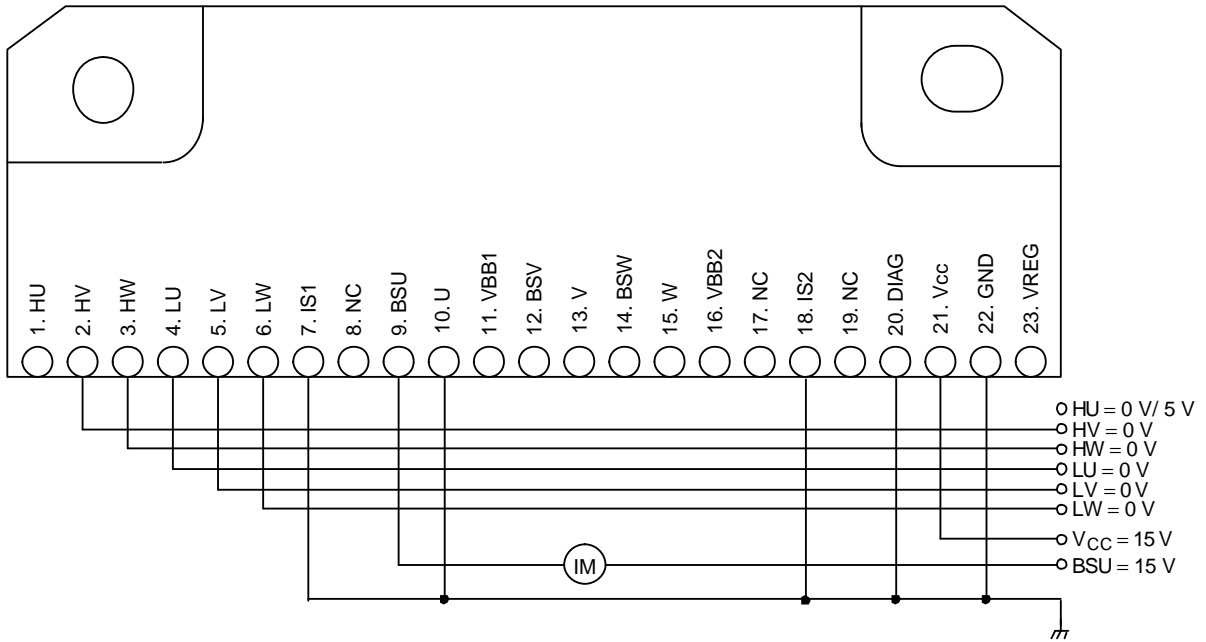 1. HU
2. HV
3. HW
4. LU
5. LV
6. LW
7. IS1
8. NC
9. BSU
10. U
11. VBB1
12. BSV
13. V
14. BSW
15. W
16. VBB2
17. NC
18. IS2
19. NC
20. DIAG
21. Vcc
22. GND
23. VREG
HU = 0 V/ 5 V
HV = 0 V
HW = 0 V
LU = 0 V
LV = 0 V
LW = 0 V
VCC = 15 V
IM
BSU = 15 V